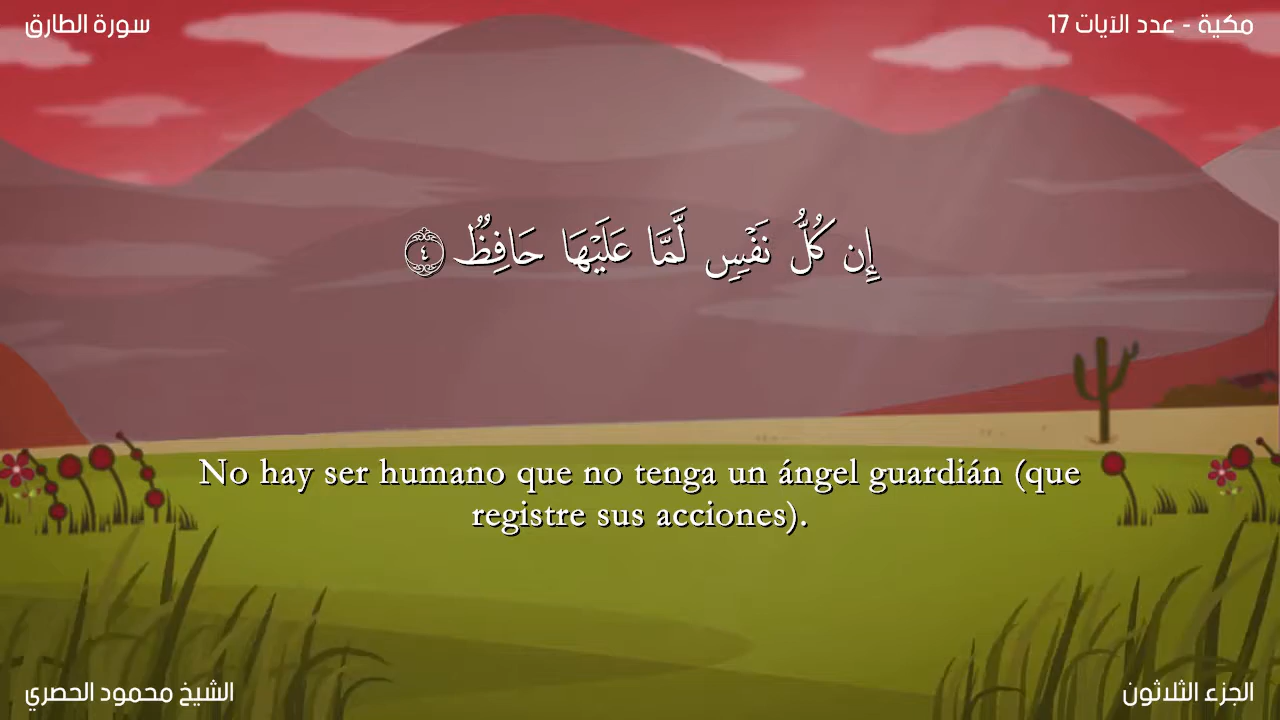 سورة الطارق
مكية - عدد الآيات 17
إِن كُلُّ نَفْسٍ لَّمَّا عَلَيْهَا حَافِظٌ ٤
No hay ser humano que no tenga un ángel guardián (que
registre sus acciones).
الشيخ محمود الحصري
الجزء الثلاثون